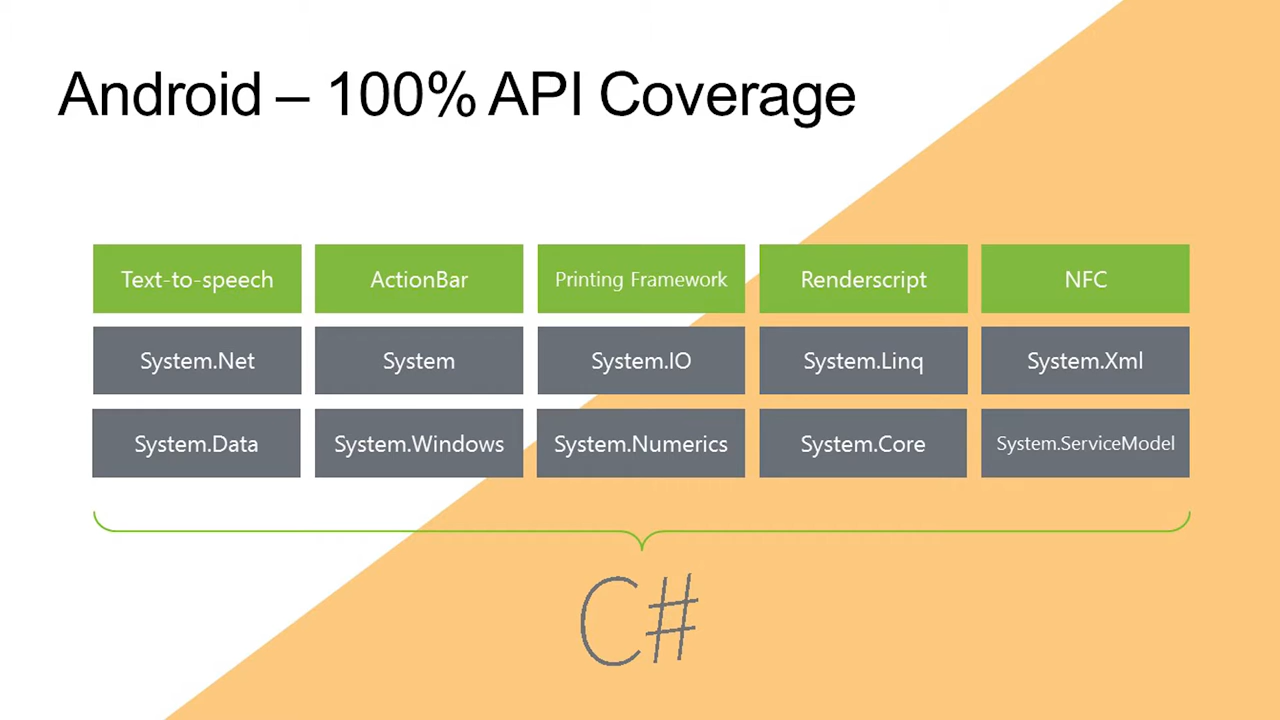 Android – 100% API Coverage
Text-to-speech
ActionBar
Printing Framework
Renderscript
NFC
System.Net
System
System.IO
System.Linq
System.Xml
System.Data
System.Windows
System.Numerics
System.Core
System.ServiceModel
C#